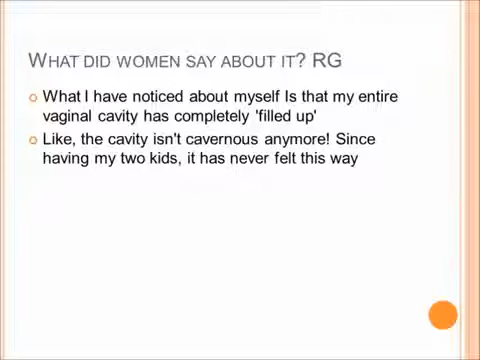 WHAT DID WOMEN SAY ABOUT IT? RG
What I have noticed about myself Is that my entire
vaginal cavity has completely 'filled up'
Like, the cavity isn't cavernous anymore! Since
having my two kids, it has never felt this way